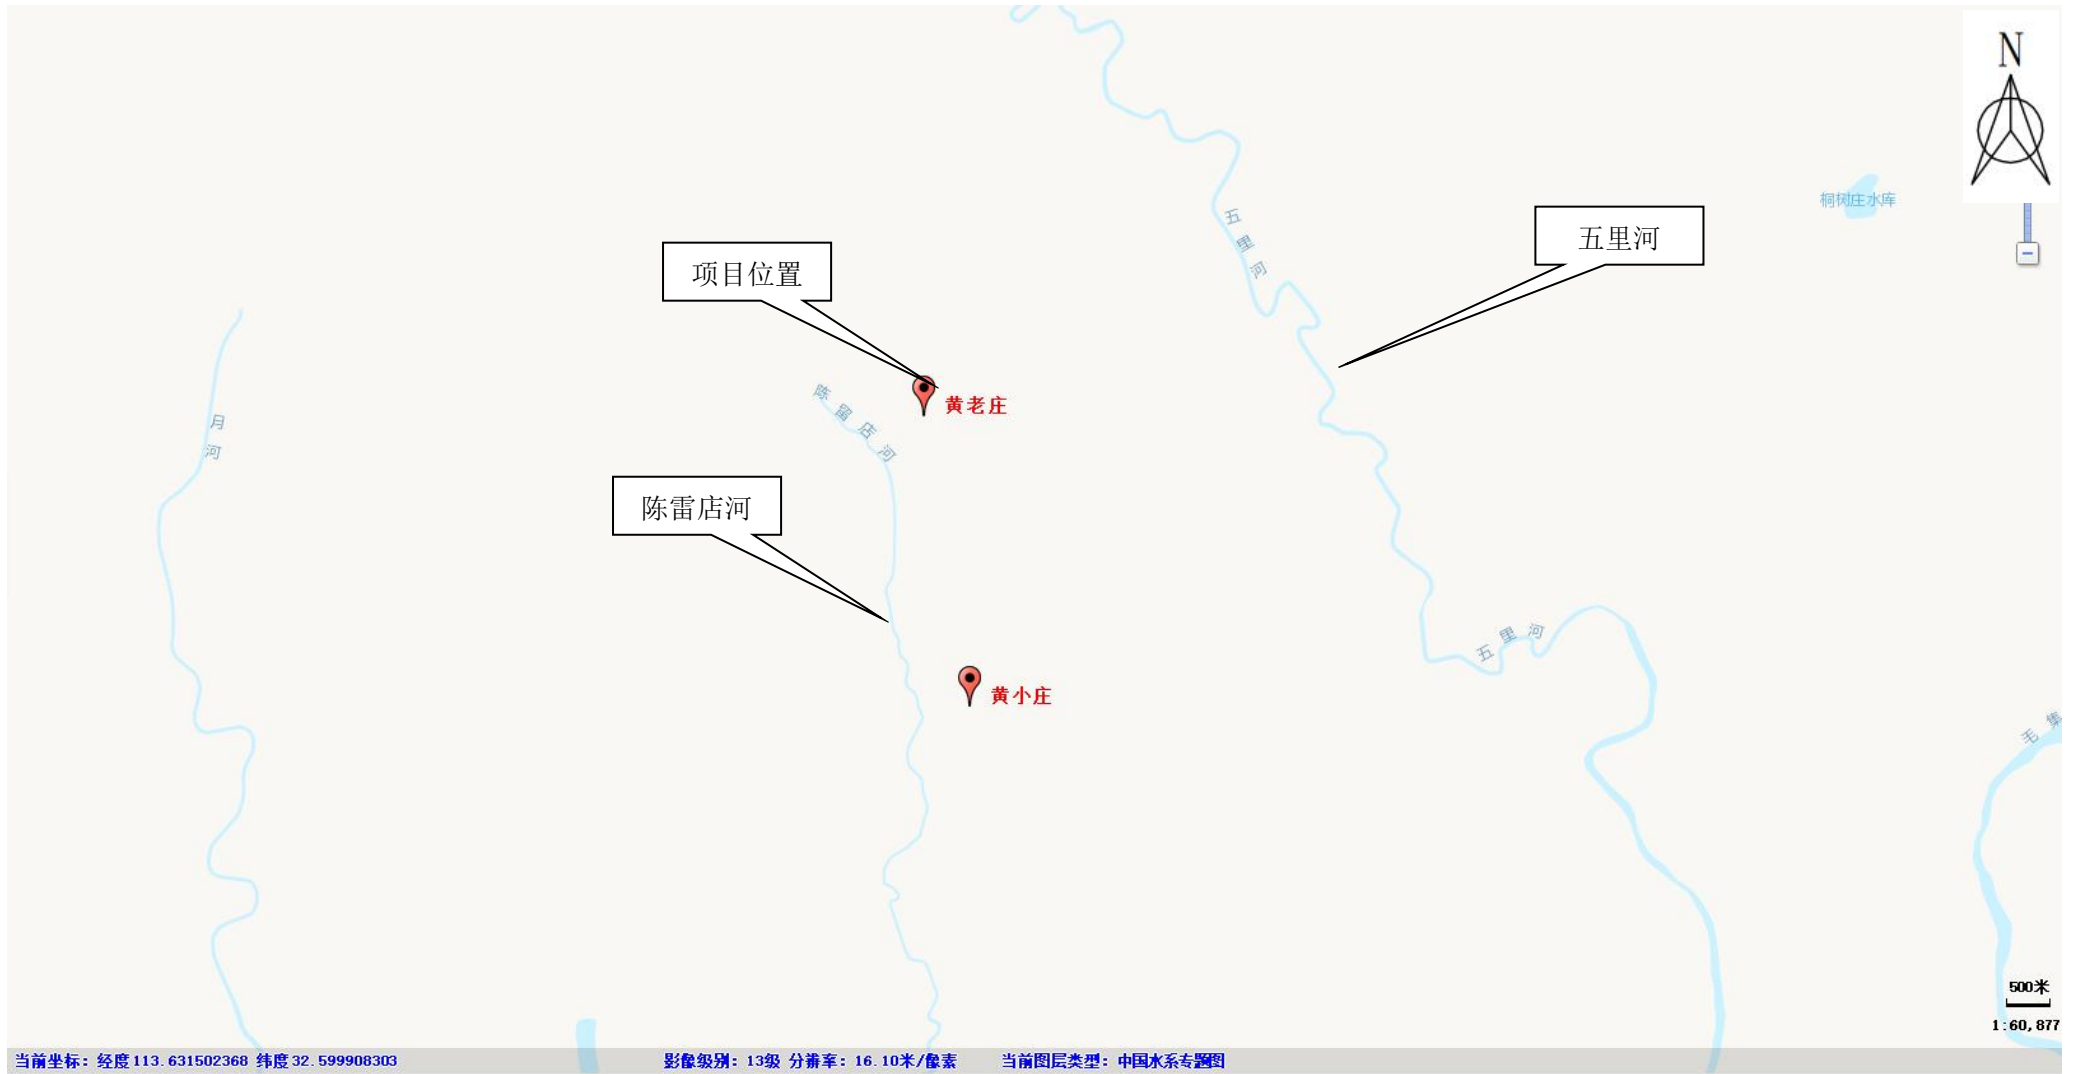 N
五里河
桐树庄水库
五里河
项目位置
黄老庄
陈留店河
月河
陈雷店河
五里河
黄小庄
毛集
500米
1:60,877
当前坐标：经度113.631502368 纬度32.599908303
影像级别：13级 分辨率：16.10米/像素
当前图层类型：中国水系专题图